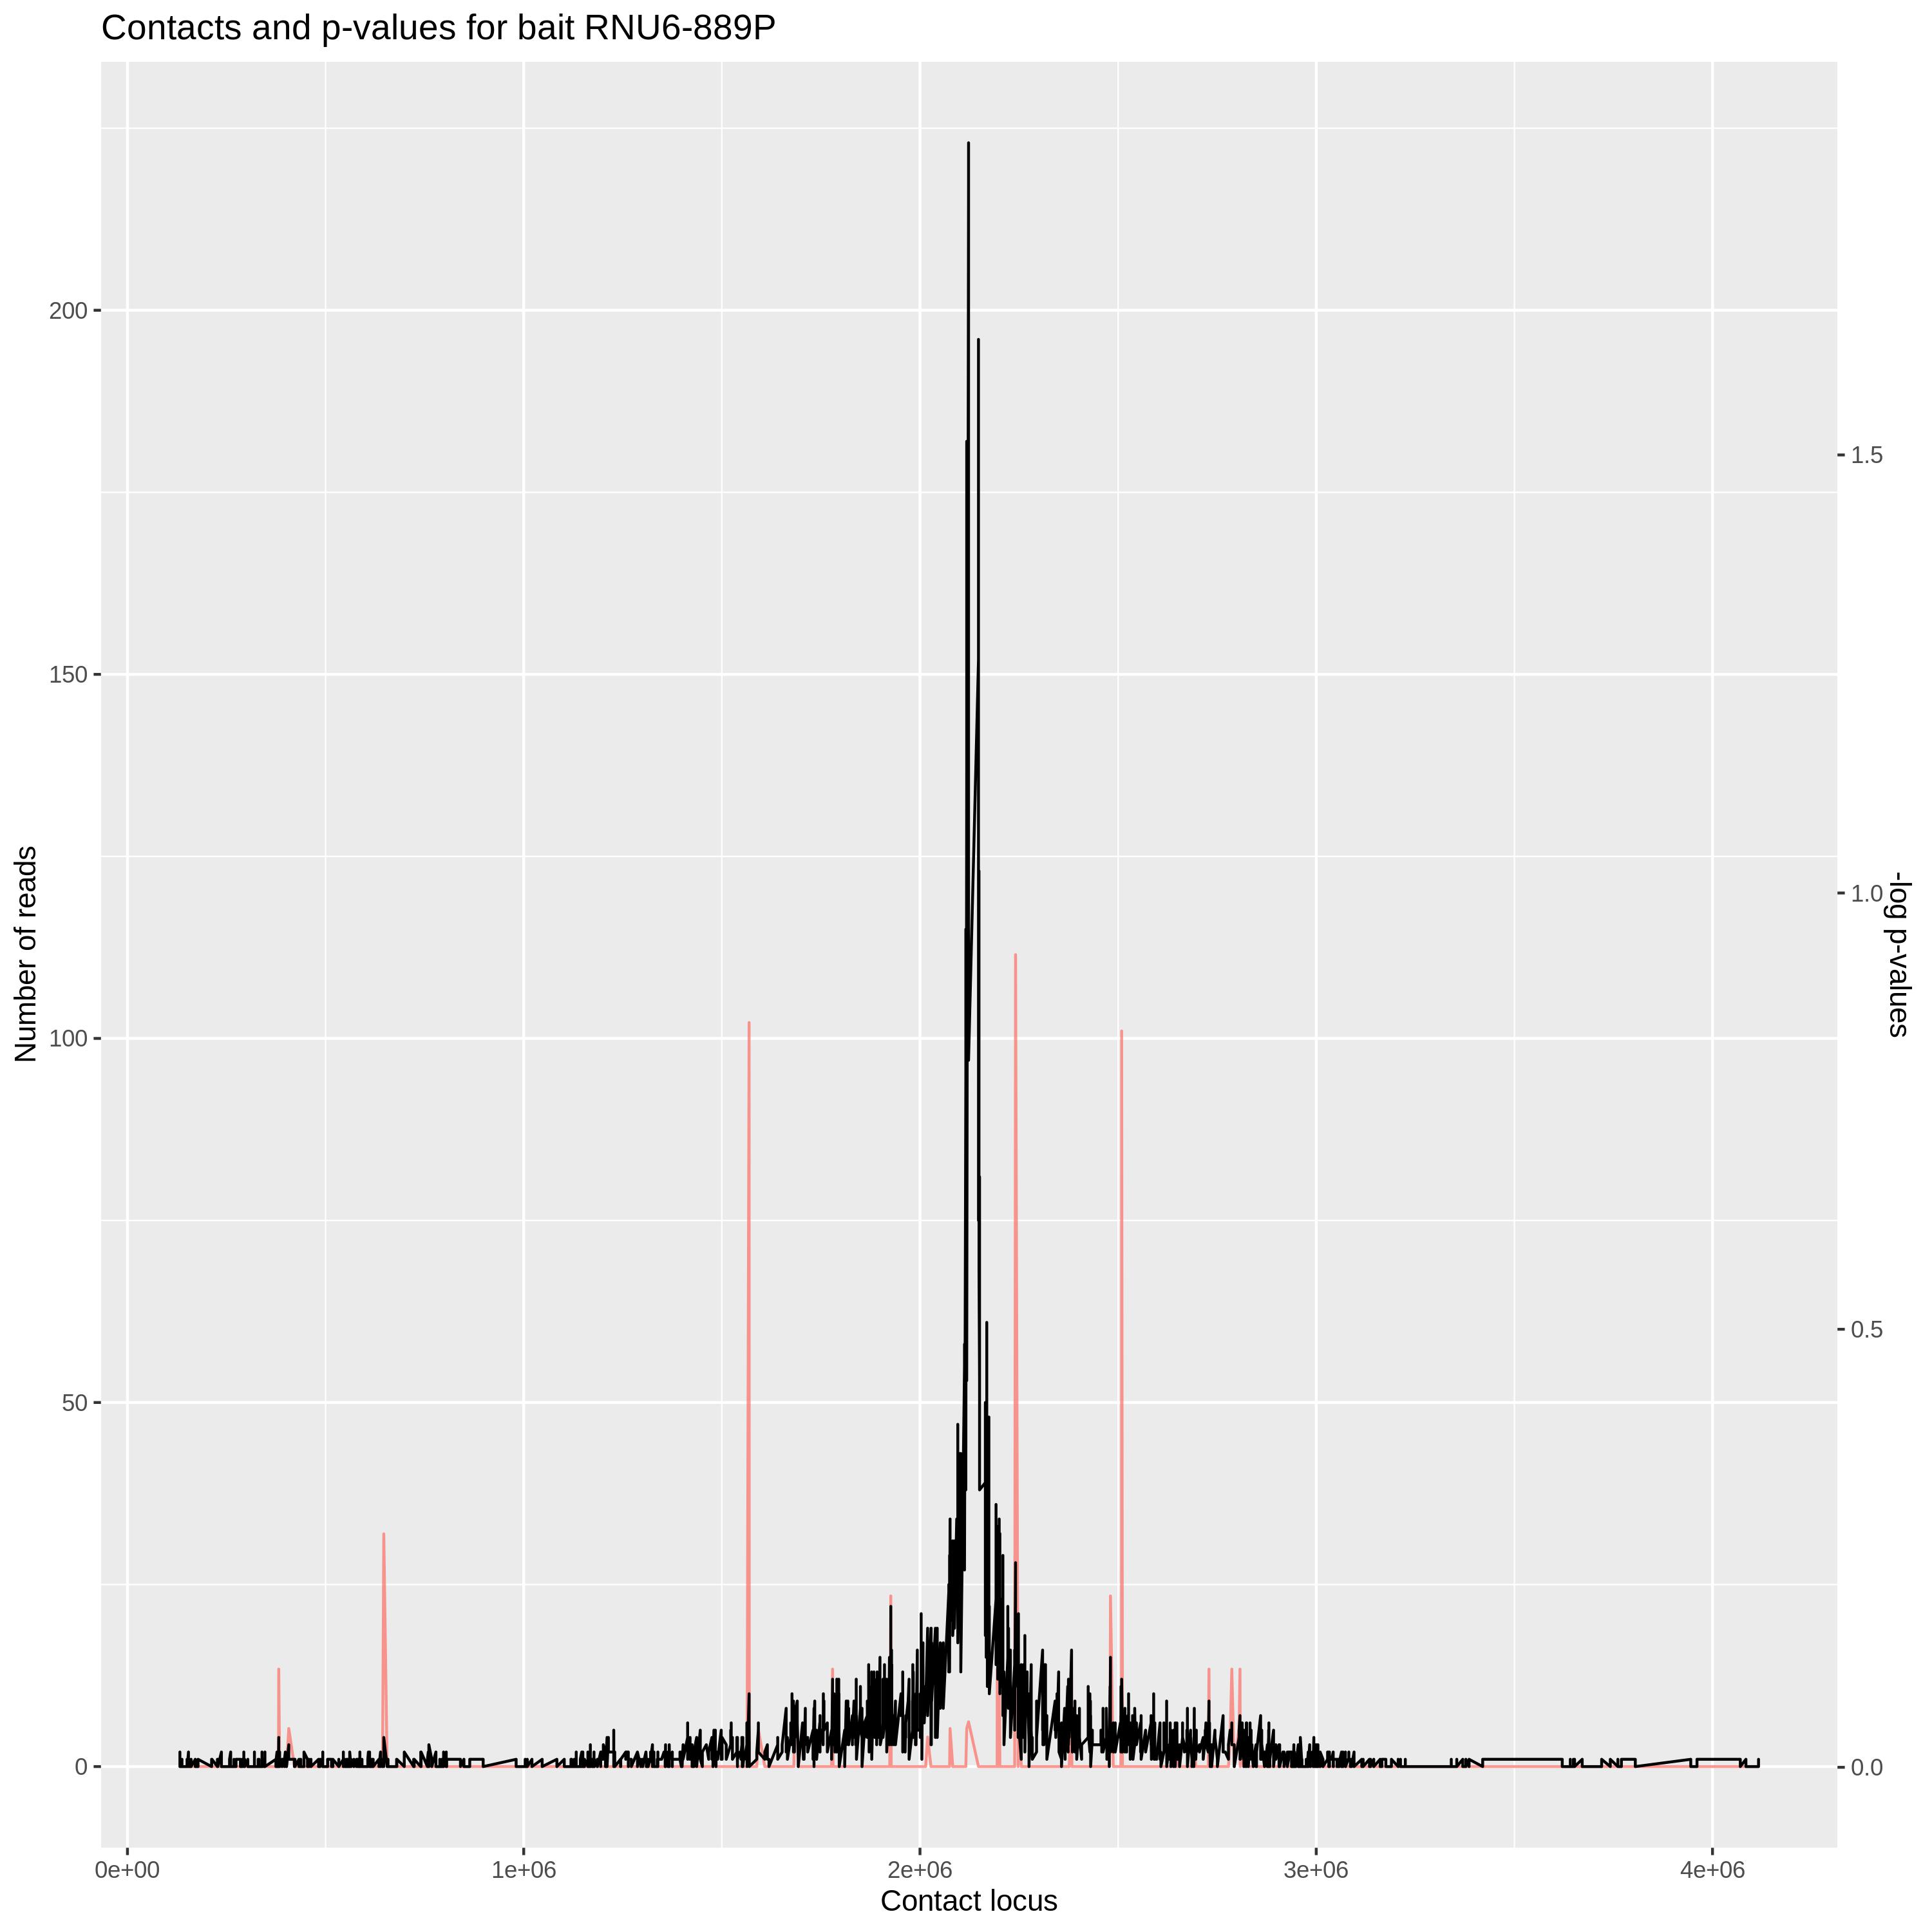 Contacts and p-values for bait RNU6-889P
Number of reads
200
150
100
50
0
1.5
1.0
0.5
0.0
-log p-values
0e+00
1e+06
2e+06
3e+06
4e+06
Contact locus